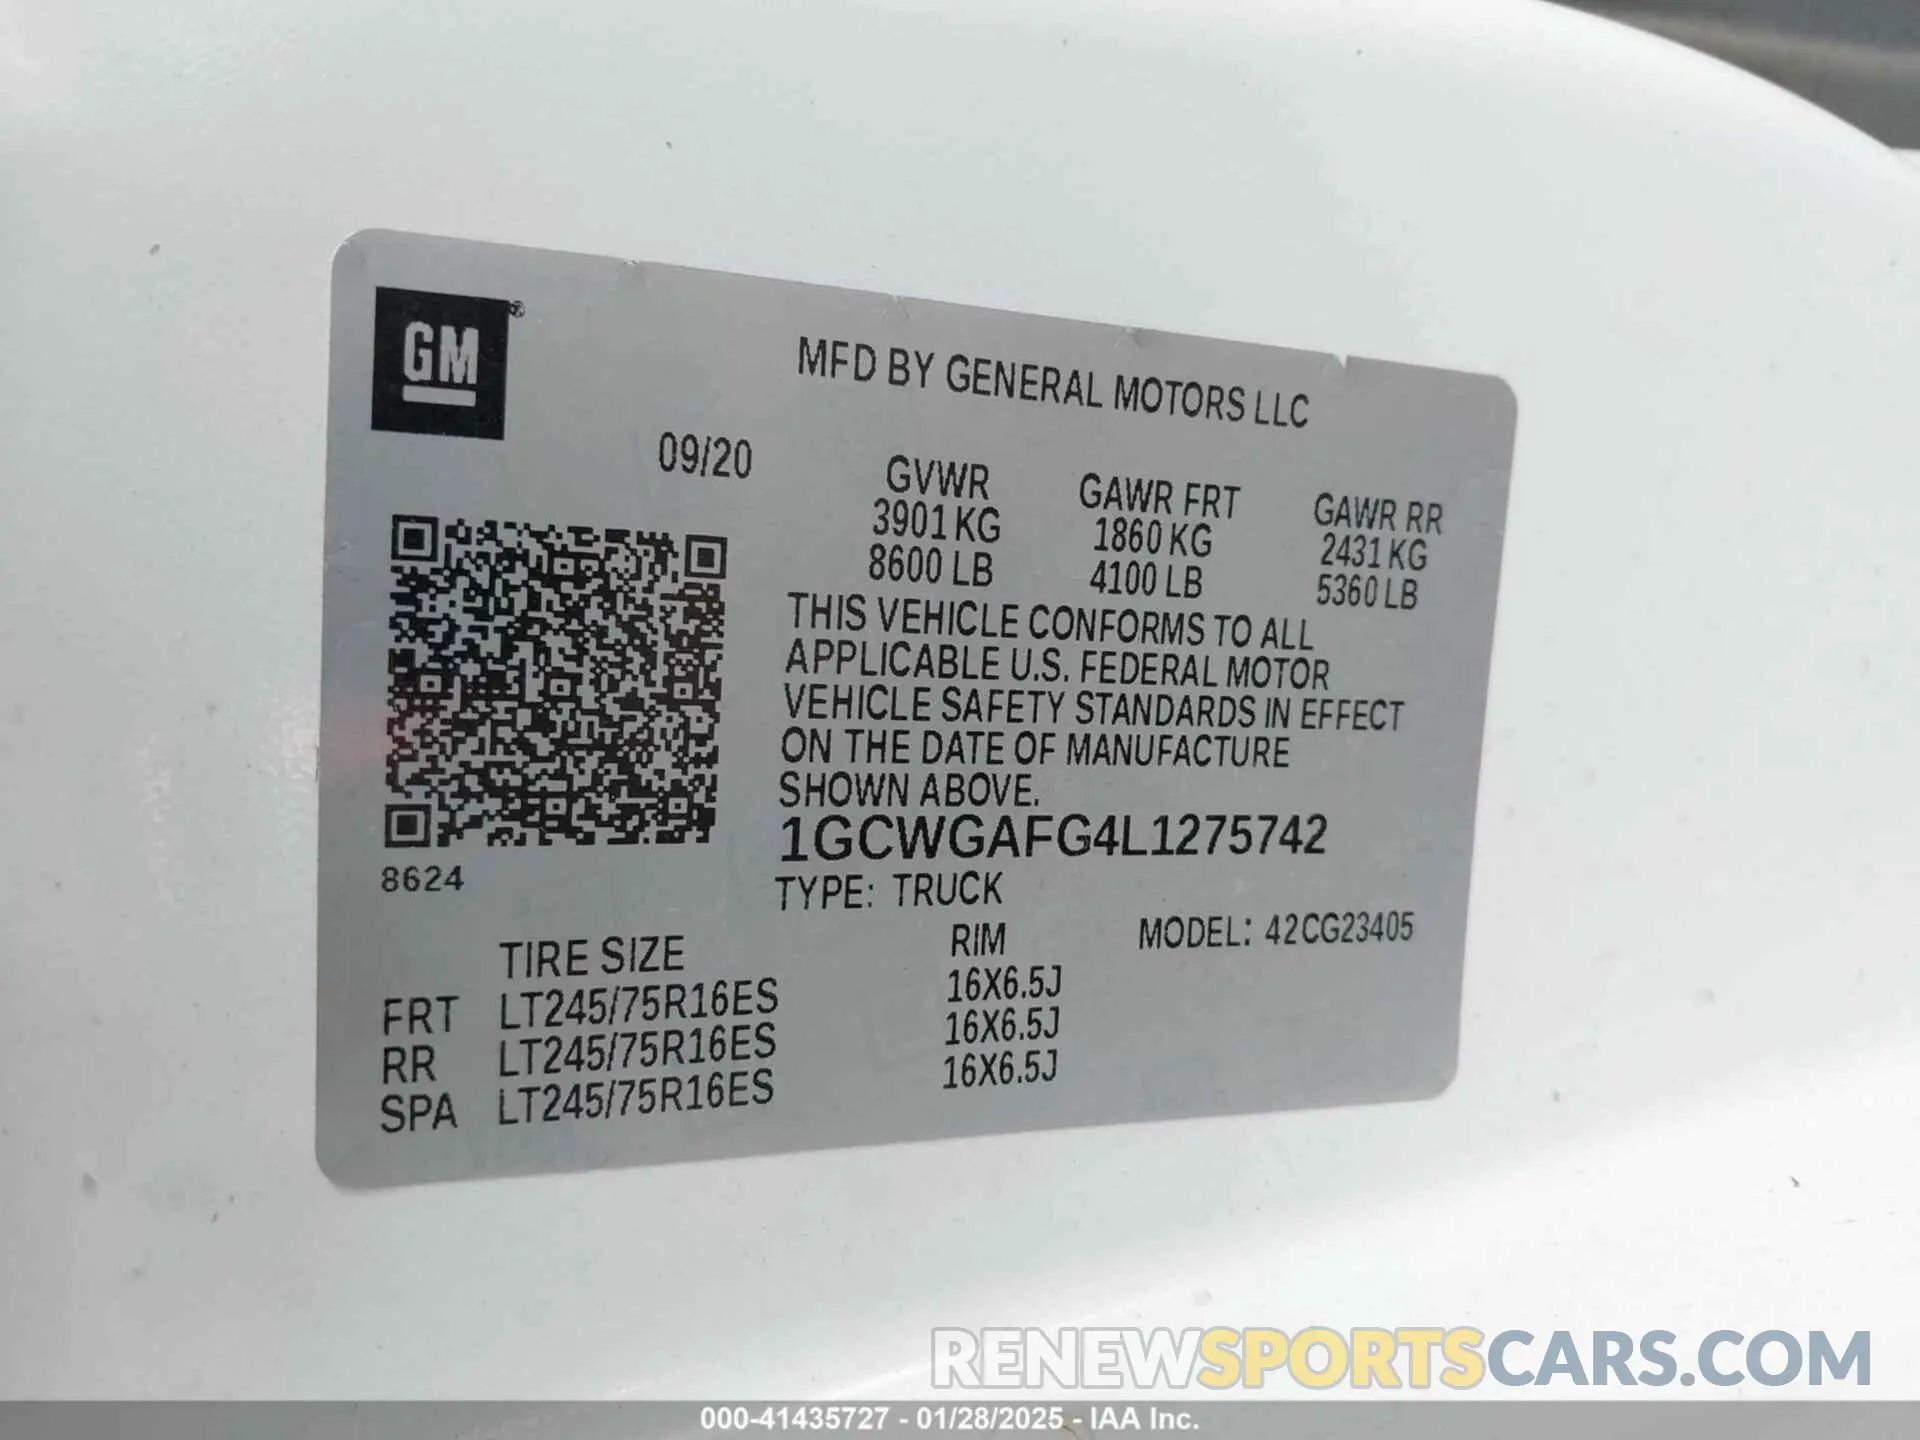 GM®
MFD BY GENERAL MOTORS LLC
09/20
GVWR GAWR FRT GAWR RR
3901 KG 1860 KG 2431 KG
8600 LB 4100 LB 5360 LB
THIS VEHICLE CONFORMS TO ALL
APPLICABLE U.S. FEDERAL MOTOR
VEHICLE SAFETY STANDARDS IN EFFECT
ON THE DATE OF MANUFACTURE
SHOWN ABOVE.
1GCWGAFG4L1275742
8624
TYPE: TRUCK
MODEL: 42CG23405
TIRE SIZE RIM
FRT LT245/75R16ES 16X6.5J
RR LT245/75R16ES 16X6.5J
SPA LT245/75R16ES 16X6.5J
RENEWSPORTSCARS.COM
000-41435727 - 01/28/2025 - IAA Inc.